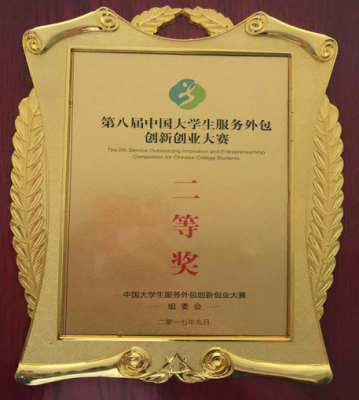 第八届中国大学生服务外包
创新创业大赛
The 8th Service Outsourcing Innovation and Entrepreneurship
Competition for Chinese College Students
二等奖
中国大学生服务外包创新创业大赛
组委会
二〇一七年九月